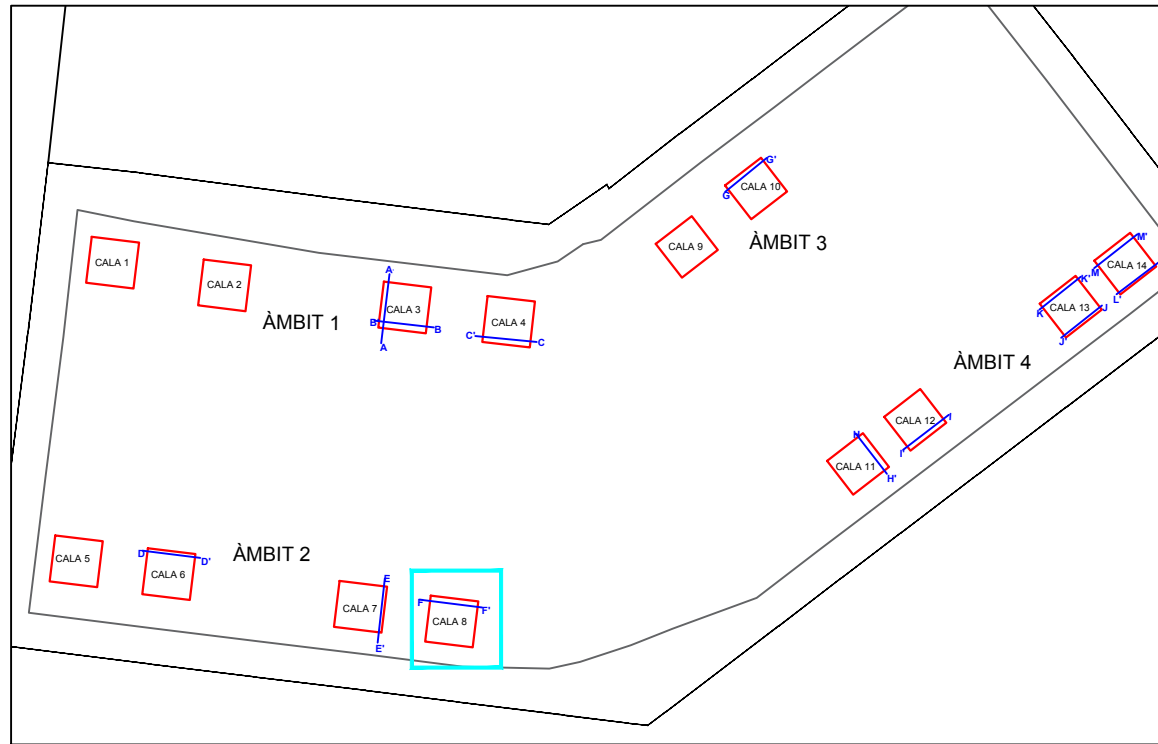 G'
CALA 10
G
M'
CALA 9
ÀMBIT 3
CALA 1
CALA 14
M
A'
K'
CALA 2
L'
CALA 3
CALA 13
J
ÀMBIT 1
B'
B
CALA 4
K
C'
C
A
J'
ÀMBIT 4
CALA 12
I
H
I'
CALA 11
H'
D
ÀMBIT 2
D'
CALA 5
CALA 6
E
F
F'
CALA 7
CALA 8
E'